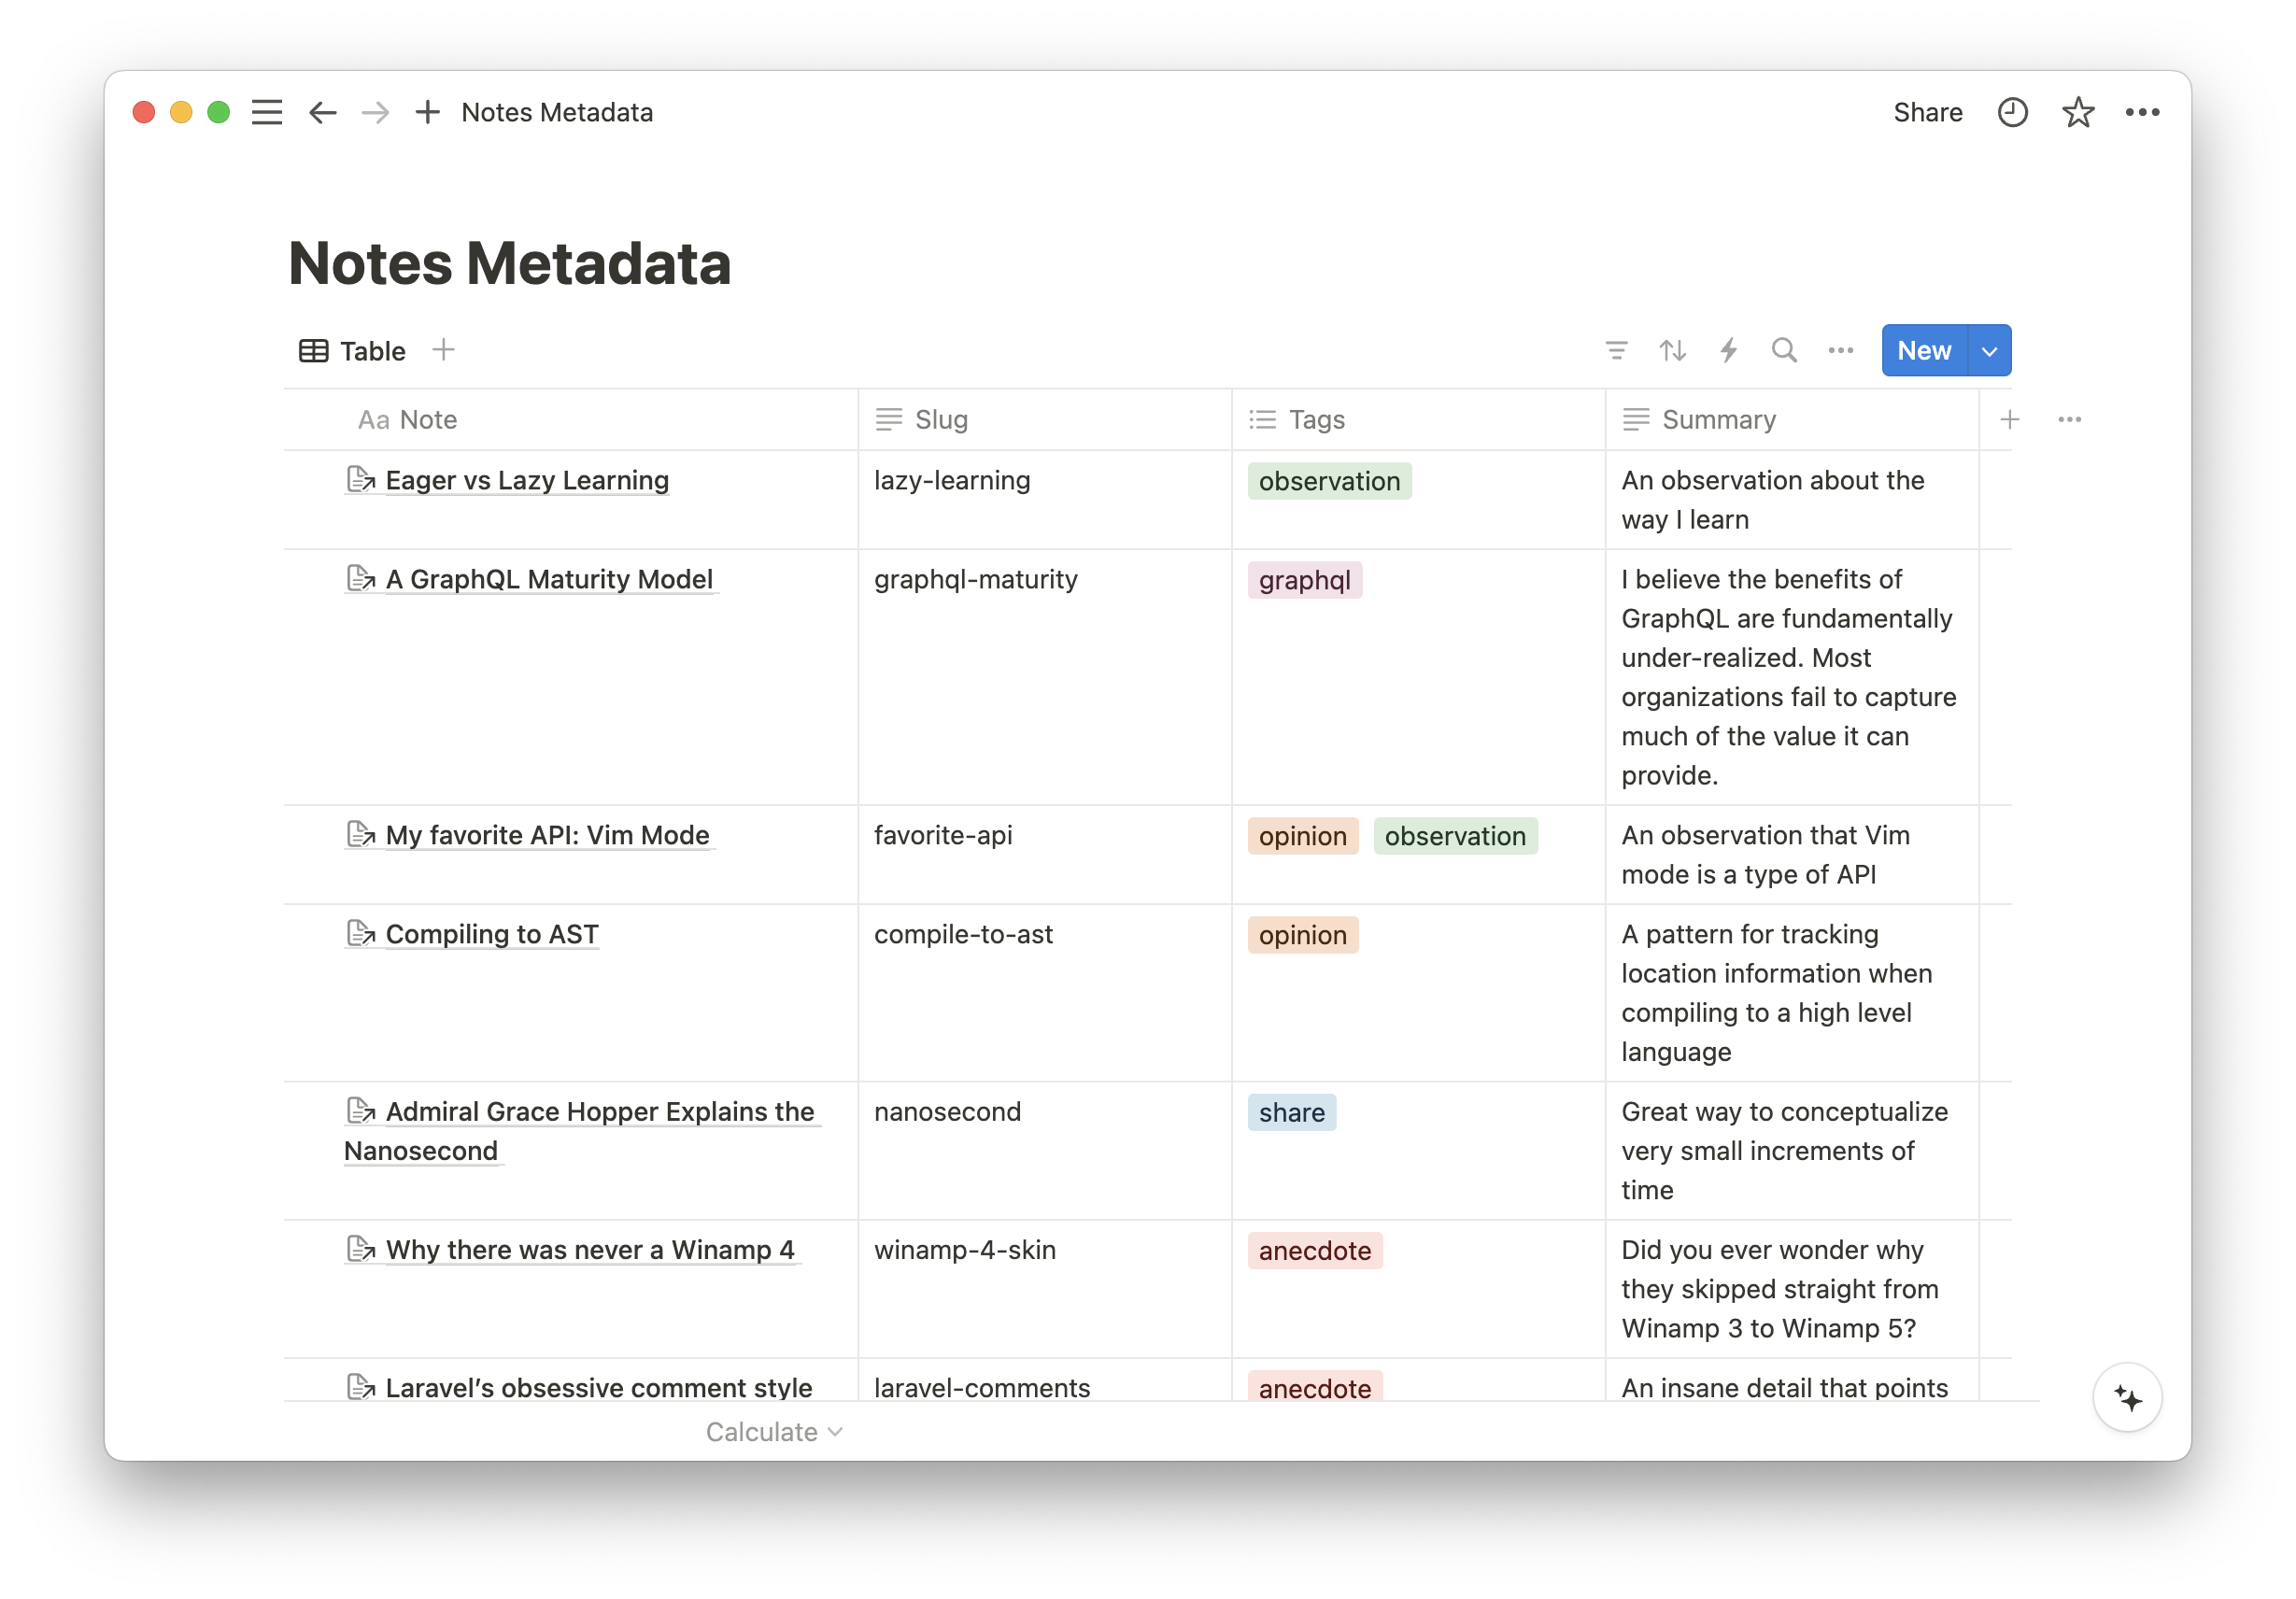 Notes Metadata
Share
Notes Metadata
Table
New
Aa Note
Slug
Tags
Summary
Eager vs Lazy Learning
lazy-learning
observation
An observation about the
way I learn
A GraphQL Maturity Model
graphql-maturity
graphql
I believe the benefits of
GraphQL are fundamentally
under-realized. Most
organizations fail to capture
much of the value it can
provide.
My favorite API: Vim Mode
favorite-api
opinion observation
An observation that Vim
mode is a type of API
Compiling to AST
compile-to-ast
opinion
A pattern for tracking
location information when
compiling to a high level
language
Admiral Grace Hopper Explains the
Nanosecond
nanosecond
share
Great way to conceptualize
very small increments of
time
Why there was never a Winamp 4
winamp-4-skin
anecdote
Did you ever wonder why
they skipped straight from
Winamp 3 to Winamp 5?
Laravel’s obsessive comment style
laravel-comments
anecdote
An insane detail that points
Calculate